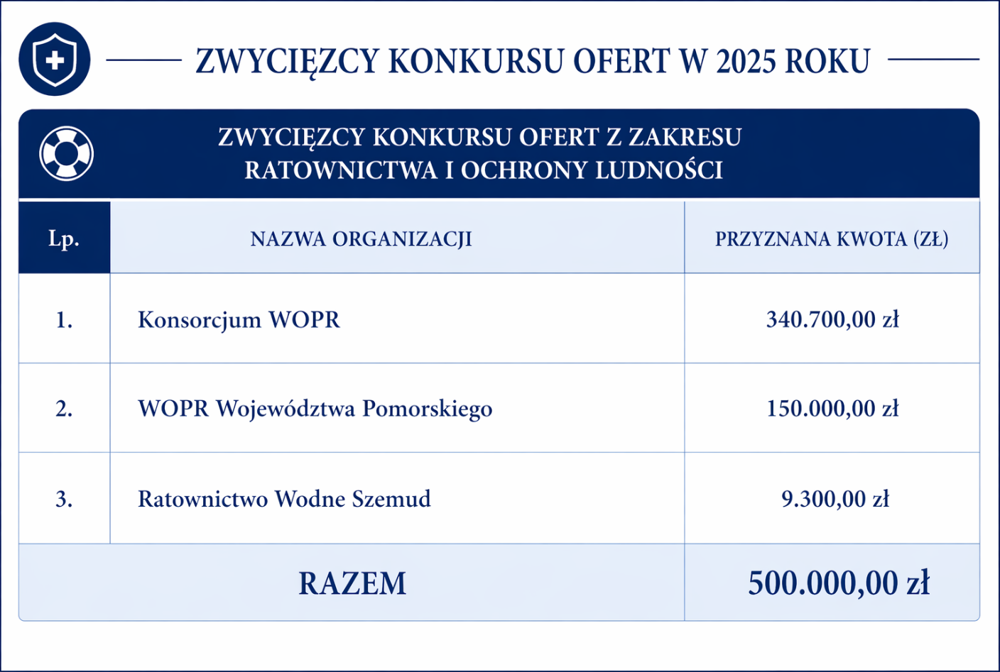 ZWYCIĘZCY KONKURSU OFERT W 2025 ROKU
ZWYCIĘZCY KONKURSU OFERT Z ZAKRESU
RATOWNICTWA I OCHRONY LUDNOŚCI
Lp. NAZWA ORGANIZACJI PRZYZNANA KWOTA (ZŁ)
1. Konsorcjum WOPR 340.700,00 zł
2. WOPR Województwa Pomorskiego 150.000,00 zł
3. Ratownictwo Wodne Szemud 9.300,00 zł
RAZEM 500.000,00 zł